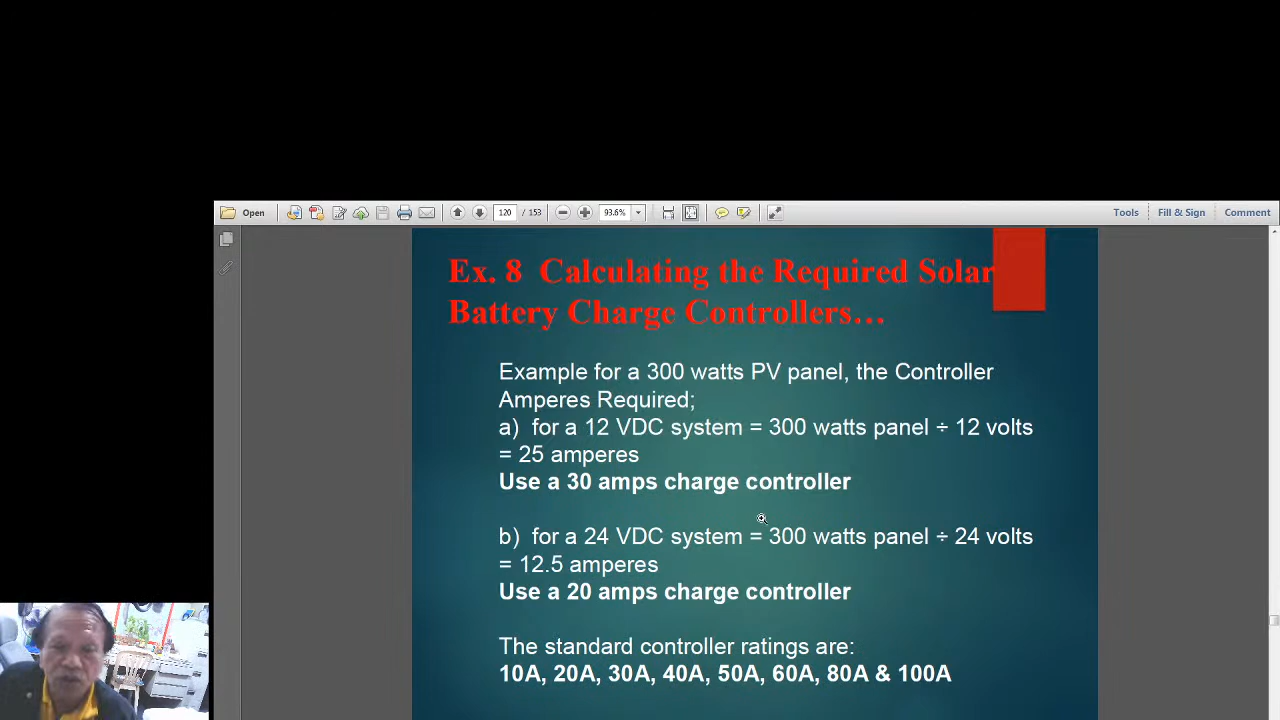 Open
120 / 153
93.6%
Tools
Fill & Sign
Comment
Ex. 8 Calculating the Required Solar
Battery Charge Controllers…
Example for a 300 watts PV panel, the Controller
Amperes Required;
a) for a 12 VDC system = 300 watts panel ÷ 12 volts
= 25 amperes
Use a 30 amps charge controller
b) for a 24 VDC system = 300 watts panel ÷ 24 volts
= 12.5 amperes
Use a 20 amps charge controller
The standard controller ratings are:
10A, 20A, 30A, 40A, 50A, 60A, 80A & 100A